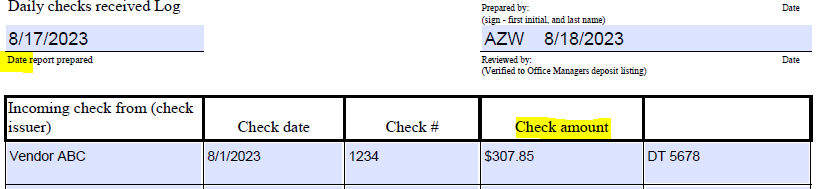 Daily checks received Log
Prepared by: Date
(sign - first initial, and last name)
8/17/2023
AZW 8/18/2023
Date report prepared
Reviewed by: Date
(Verified to Office Managers deposit listing)
Incoming check from (check
issuer) Check date Check # Check amount
Vendor ABC 8/1/2023 1234 $307.85 DT 5678